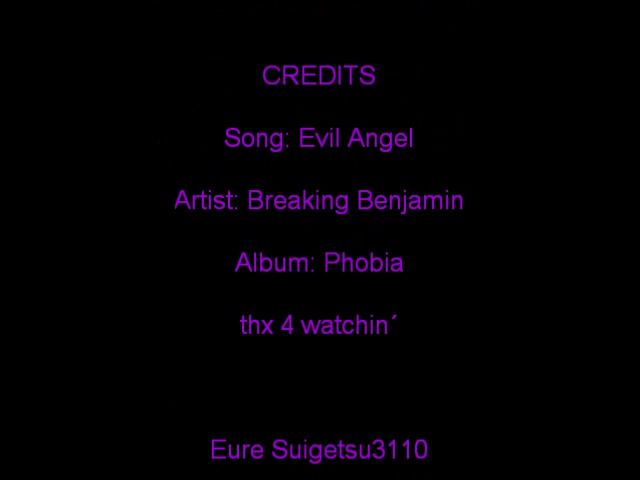 CREDITS
Song: Evil Angel
Artist: Breaking Benjamin
Album: Phobia
thx 4 watchin´
Eure Suigetsu3110